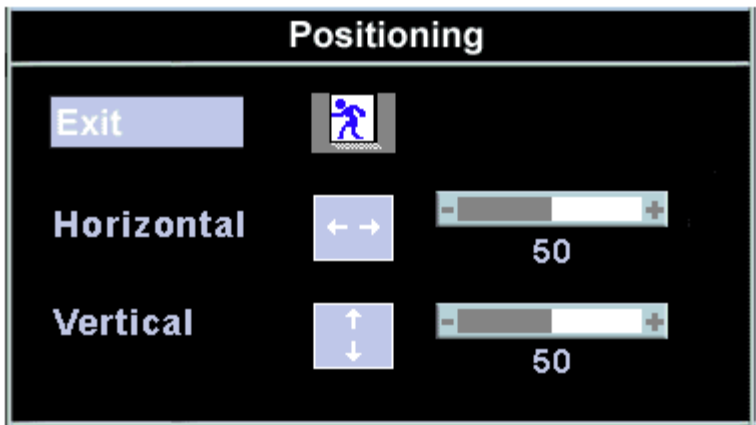 Positioning
Exit
Horizontal
- +
50
Vertical
- +
50